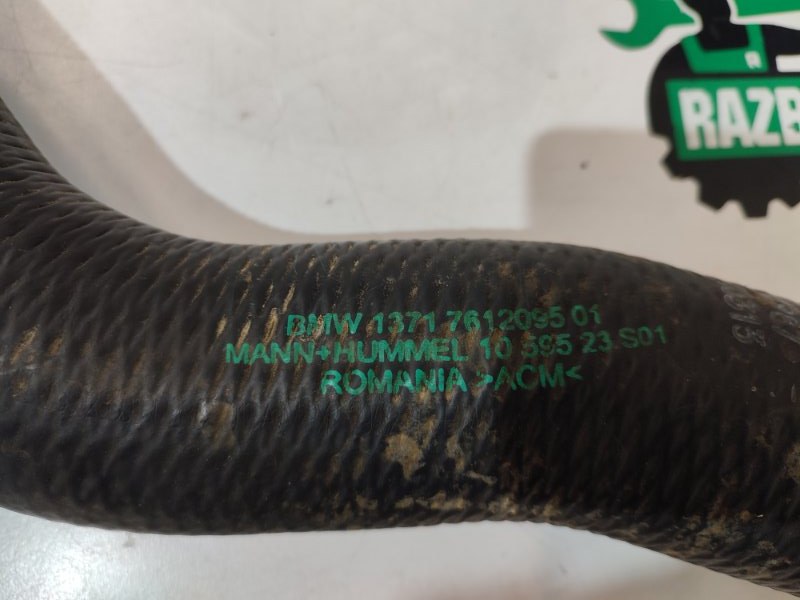 RAZB
BMW 1371 7612095 01
MANN+HUMMEL 10 595 23 S01
ROMANIA >ACM<